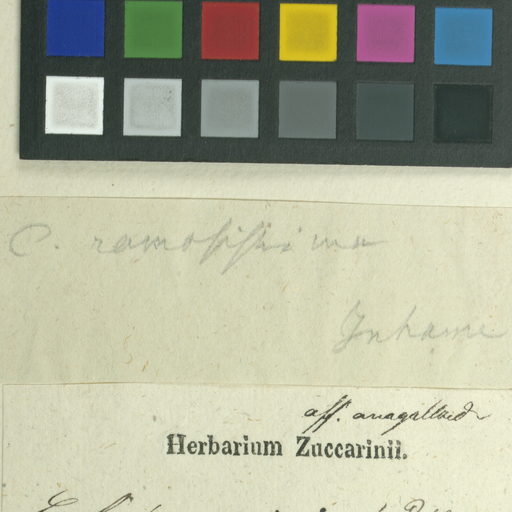 C. ramosissima
Inhame
aff. anagalloid
Herbarium Zuccarinii.